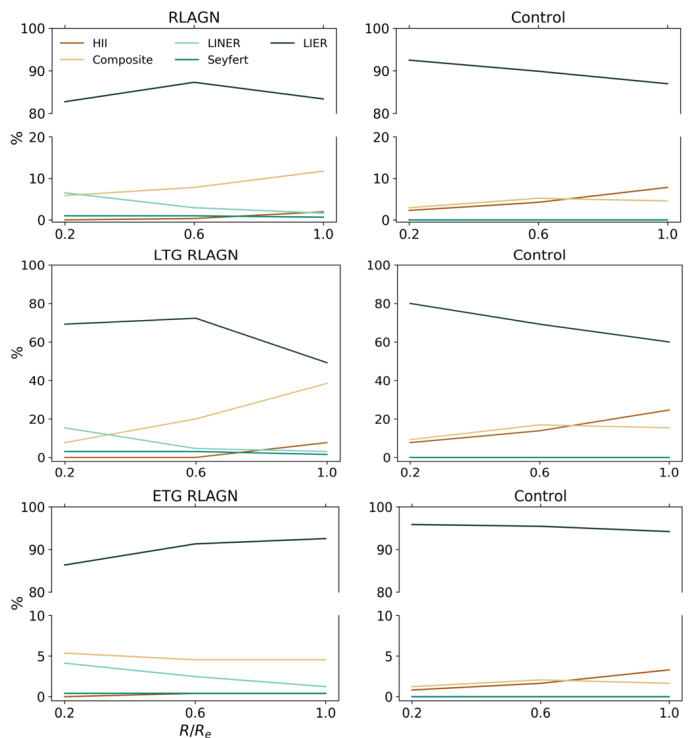 RLAGN Control
HII LINER LIER
Composite Seyfert
100 100
90 90
80 80
%
20 20
10 10
0 0
0.2 0.6 1.0 0.2 0.6 1.0
LTG RLAGN Control
100 100
80 80
%
60 60
40 40
20 20
0 0
0.2 0.6 1.0 0.2 0.6 1.0
ETG RLAGN Control
100 100
90 90
80 80
%
10 10
5 5
0 0
0.2 0.6 1.0 0.2 0.6 1.0
R/Re